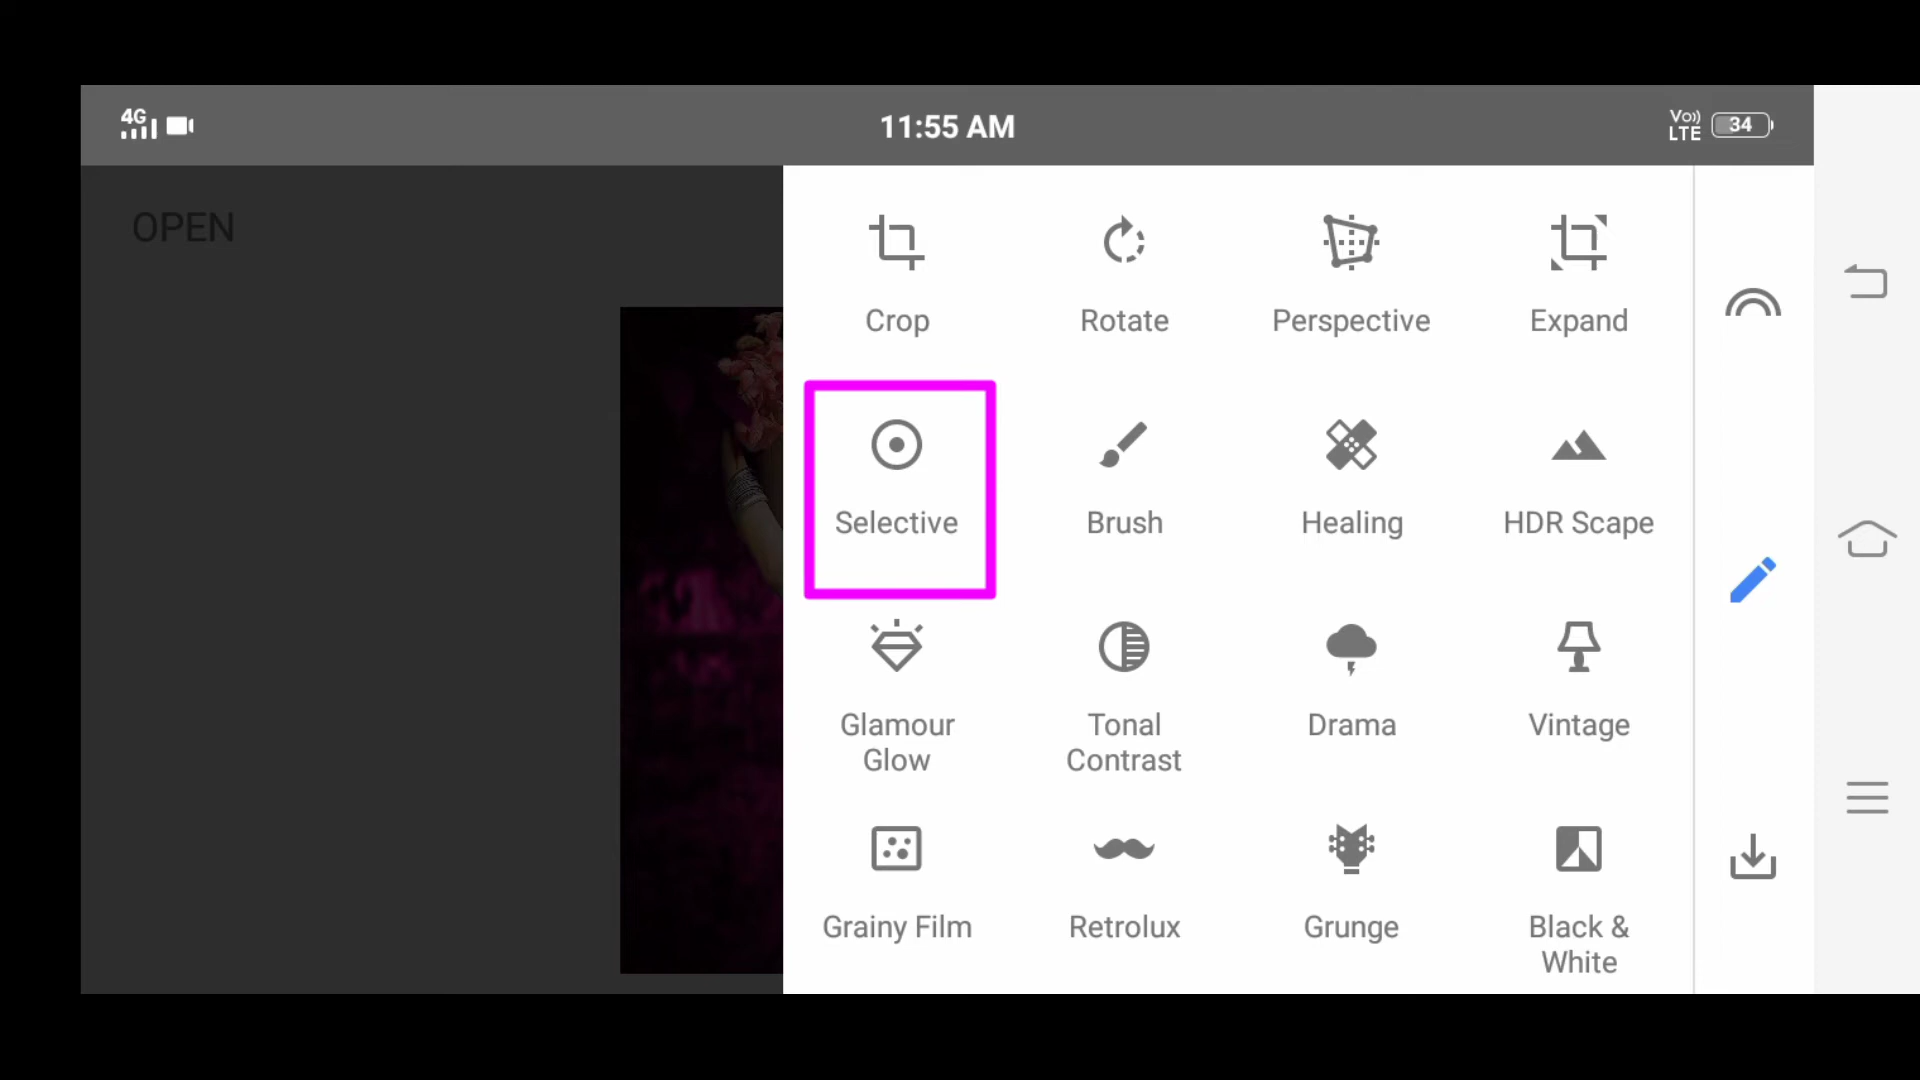 4G
11:55 AM
Vo))
LTE
34
OPEN
Crop
Rotate
Perspective
Expand
Selective
Brush
Healing
HDR Scape
Glamour
Glow
Tonal
Contrast
Drama
Vintage
Grainy Film
Retrolux
Grunge
Black &
White